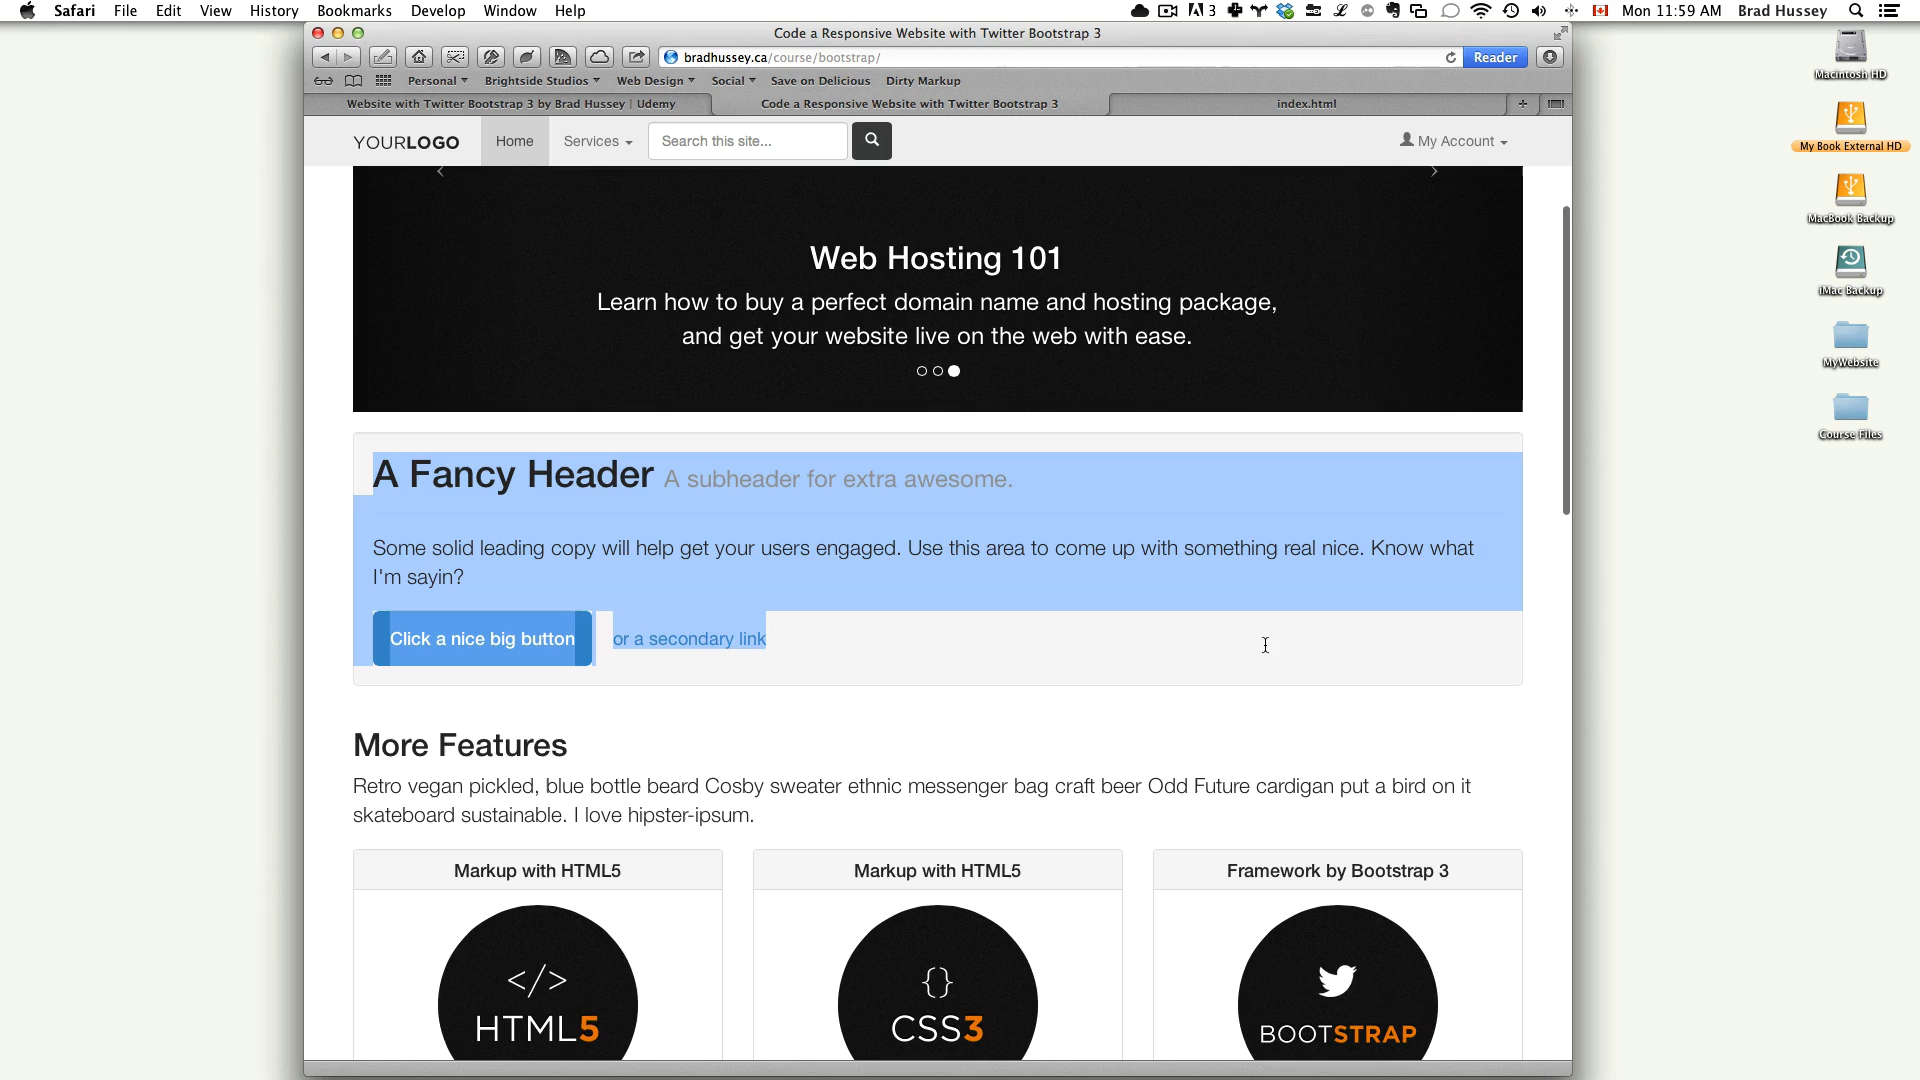 Safari File Edit View History Bookmarks Develop Window Help 3 Mon 11:59 AM Brad Hussey
Code a Responsive Website with Twitter Bootstrap 3
bradhussey.ca/course/bootstrap/ Reader
Personal Brightside Studios Web Design Social Save on Delicious Dirty Markup
Website with Twitter Bootstrap 3 by Brad Hussey | Udemy Code a Responsive Website with Twitter Bootstrap 3 index.html
YOURLOGO Home Services Search this site... My Account
Web Hosting 101
Learn how to buy a perfect domain name and hosting package,
and get your website live on the web with ease.
A Fancy Header A subheader for extra awesome.
Some solid leading copy will help get your users engaged. Use this area to come up with something real nice. Know what
I'm sayin?
Click a nice big button or a secondary link
More Features
Retro vegan pickled, blue bottle beard Cosby sweater ethnic messenger bag craft beer Odd Future cardigan put a bird on it
skateboard sustainable. I love hipster-ipsum.
Markup with HTML5 Markup with HTML5 Framework by Bootstrap 3
</> {}
HTML5 CSS3 BOOTSTRAP
Macintosh HD
My Book External HD
MacBook Backup
iMac Backup
MyWebsite
Course Files